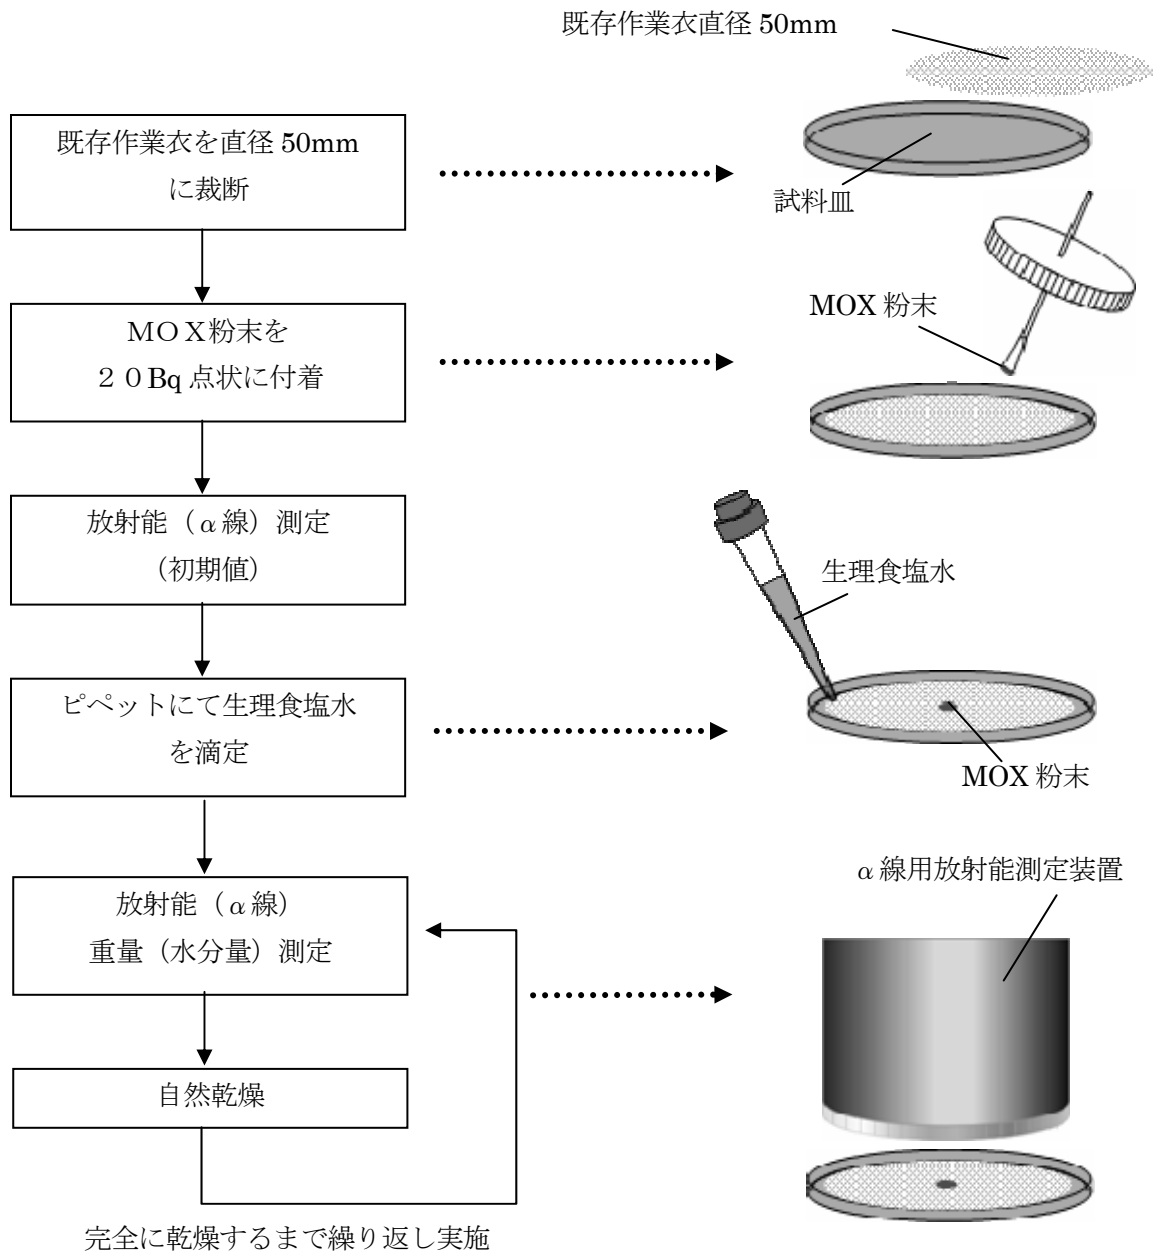 既存作業衣直径 50mm
既存作業衣を直径 50mm
に裁断
試料皿
MOX 粉末
ＭＯＸ粉末を
２０Bq 点状に付着
放射能（α線）測定
（初期値）
生理食塩水
ピペットにて生理食塩水
を滴定
MOX 粉末
α線用放射能測定装置
放射能（α線）
重量（水分量）測定
自然乾燥
完全に乾燥するまで繰り返し実施